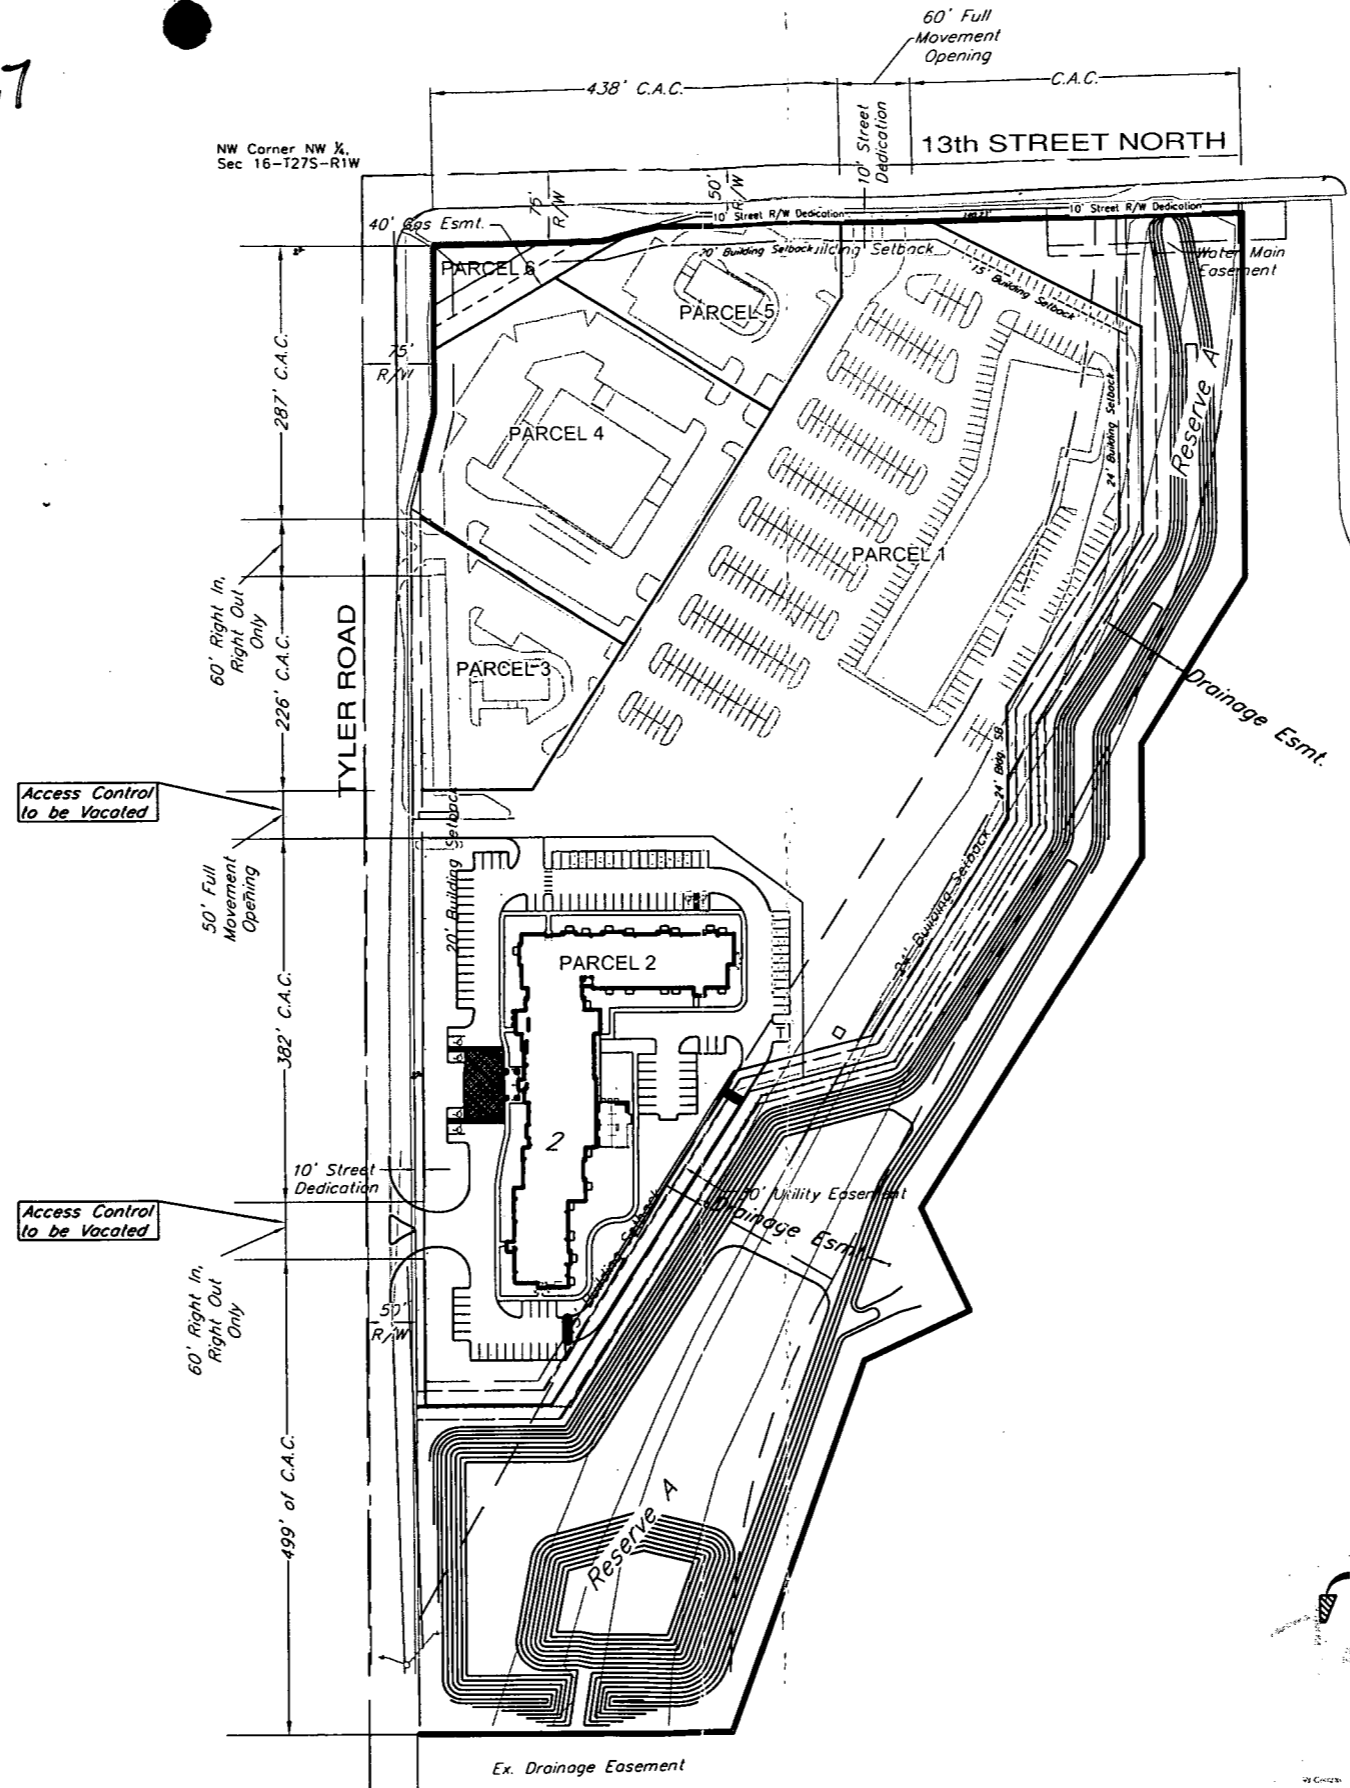 7
60' Full
Movement
Opening
438' C.A.C.
C.A.C.
10' Street
Dedication
13th STREET NORTH
NW Corner NW ¼,
Sec 16-T27S-R1W
75'
R/W
50'
R/W
10' Street R/W Dedication
10' Street R/W Dedication
40' Gas Esmt.
20' Building Setback
ilding Setback
Water Main
Easement
PARCEL 6
15' Building Setback
PARCEL 5
287' C.A.C.
75'
R/W
Reserve A
24' Building Setback
PARCEL 4
PARCEL 1
60' Right In,
Right Out
Only
TYLER ROAD
226' C.A.C.
PARCEL 3
Drainage Esmt.
24' Bldg. SB
Access Control
to be Vacated
50' Full
Movement
Opening
20' Building Setback
Building Setback
PARCEL 2
382' C.A.C.
2
10' Street
Dedication
Utility Easement
Drainage Esmt.
Building Setback
Access Control
to be Vacated
60' Right In,
Right Out
Only
50'
R/W
499' of C.A.C.
Reserve A
Ex. Drainage Easement